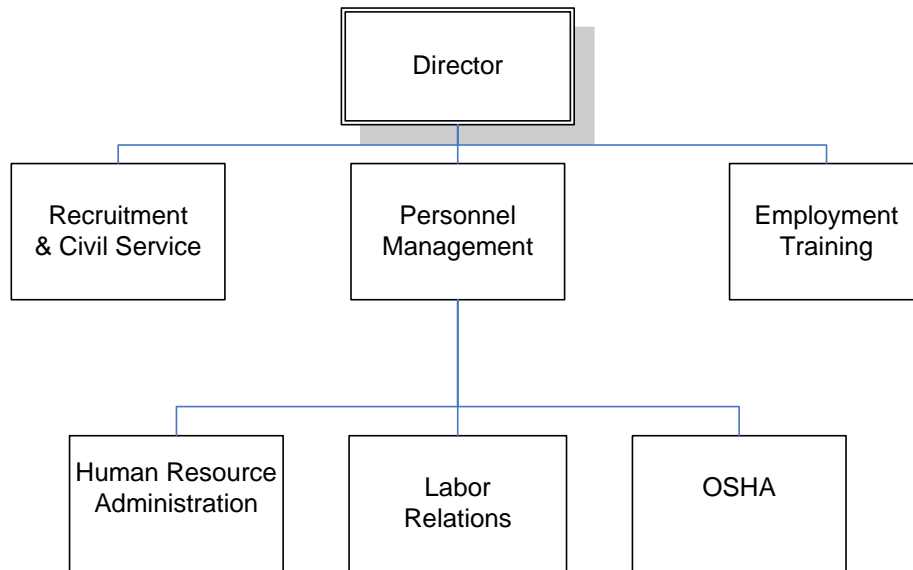 Director
Recruitment
& Civil Service
Personnel
Management
Employment
Training
Human Resource
Administration
Labor
Relations
OSHA